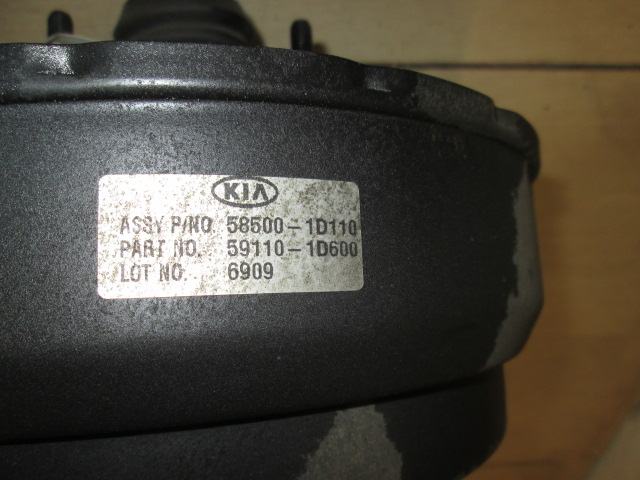 KIA
ASSY P/NO. 58500-1D110
PART NO. 59110-1D600
LOT NO. 6909